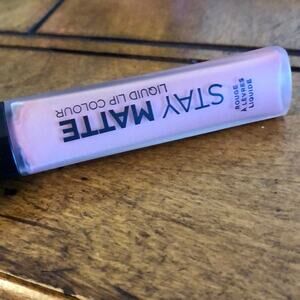 STAY MATTE
LIQUID LIP COLOUR
ROUGE
À LÈVRES
LIQUIDE